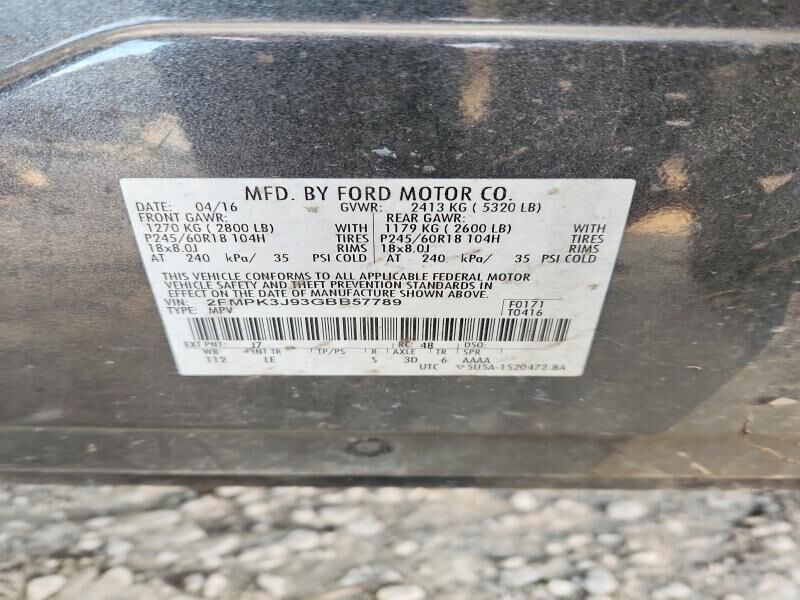 MFD. BY FORD MOTOR CO.
DATE: 04/16 GVWR: 2413 KG ( 5320 LB)
FRONT GAWR: REAR GAWR:
1270 KG ( 2800 LB) WITH 1179 KG ( 2600 LB) WITH
P245/60R18 104H TIRES P245/60R18 104H TIRES
18x8.0J RIMS 18x8.0J RIMS
AT 240 kPa/ 35 PSI COLD AT 240 kPa/ 35 PSI COLD
THIS VEHICLE CONFORMS TO ALL APPLICABLE FEDERAL MOTOR
VEHICLE SAFETY AND THEFT PREVENTION STANDARDS IN
EFFECT ON THE DATE OF MANUFACTURE SHOWN ABOVE.
VIN: 2FMPK3J93GBB57789 F0171
TYPE: MPV T0416
EXT PNT: J7 RC: 48 DSO:
WB INT TR TP/PS R AXLE TR SPR
112 LE S 3D 6 AAAA
UTC ▽5U5A-1520472-BA